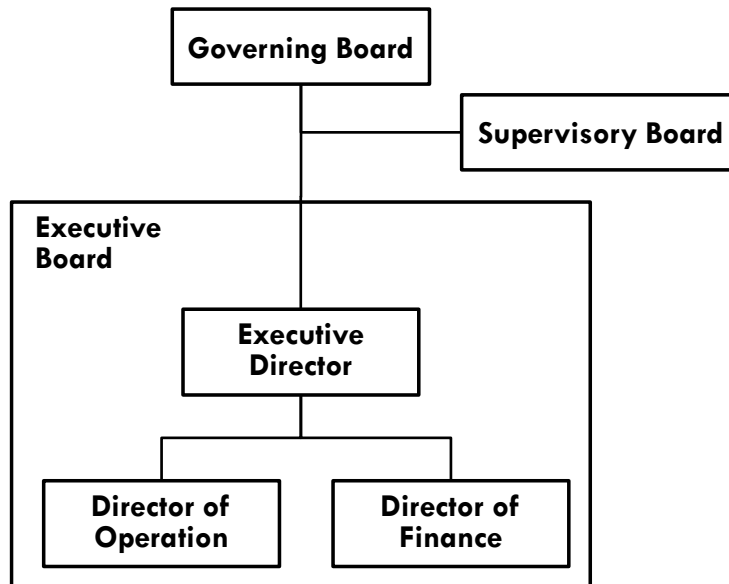 Governing Board
Supervisory Board
Executive
Board
Executive
Director
Director of
Operation
Director of
Finance